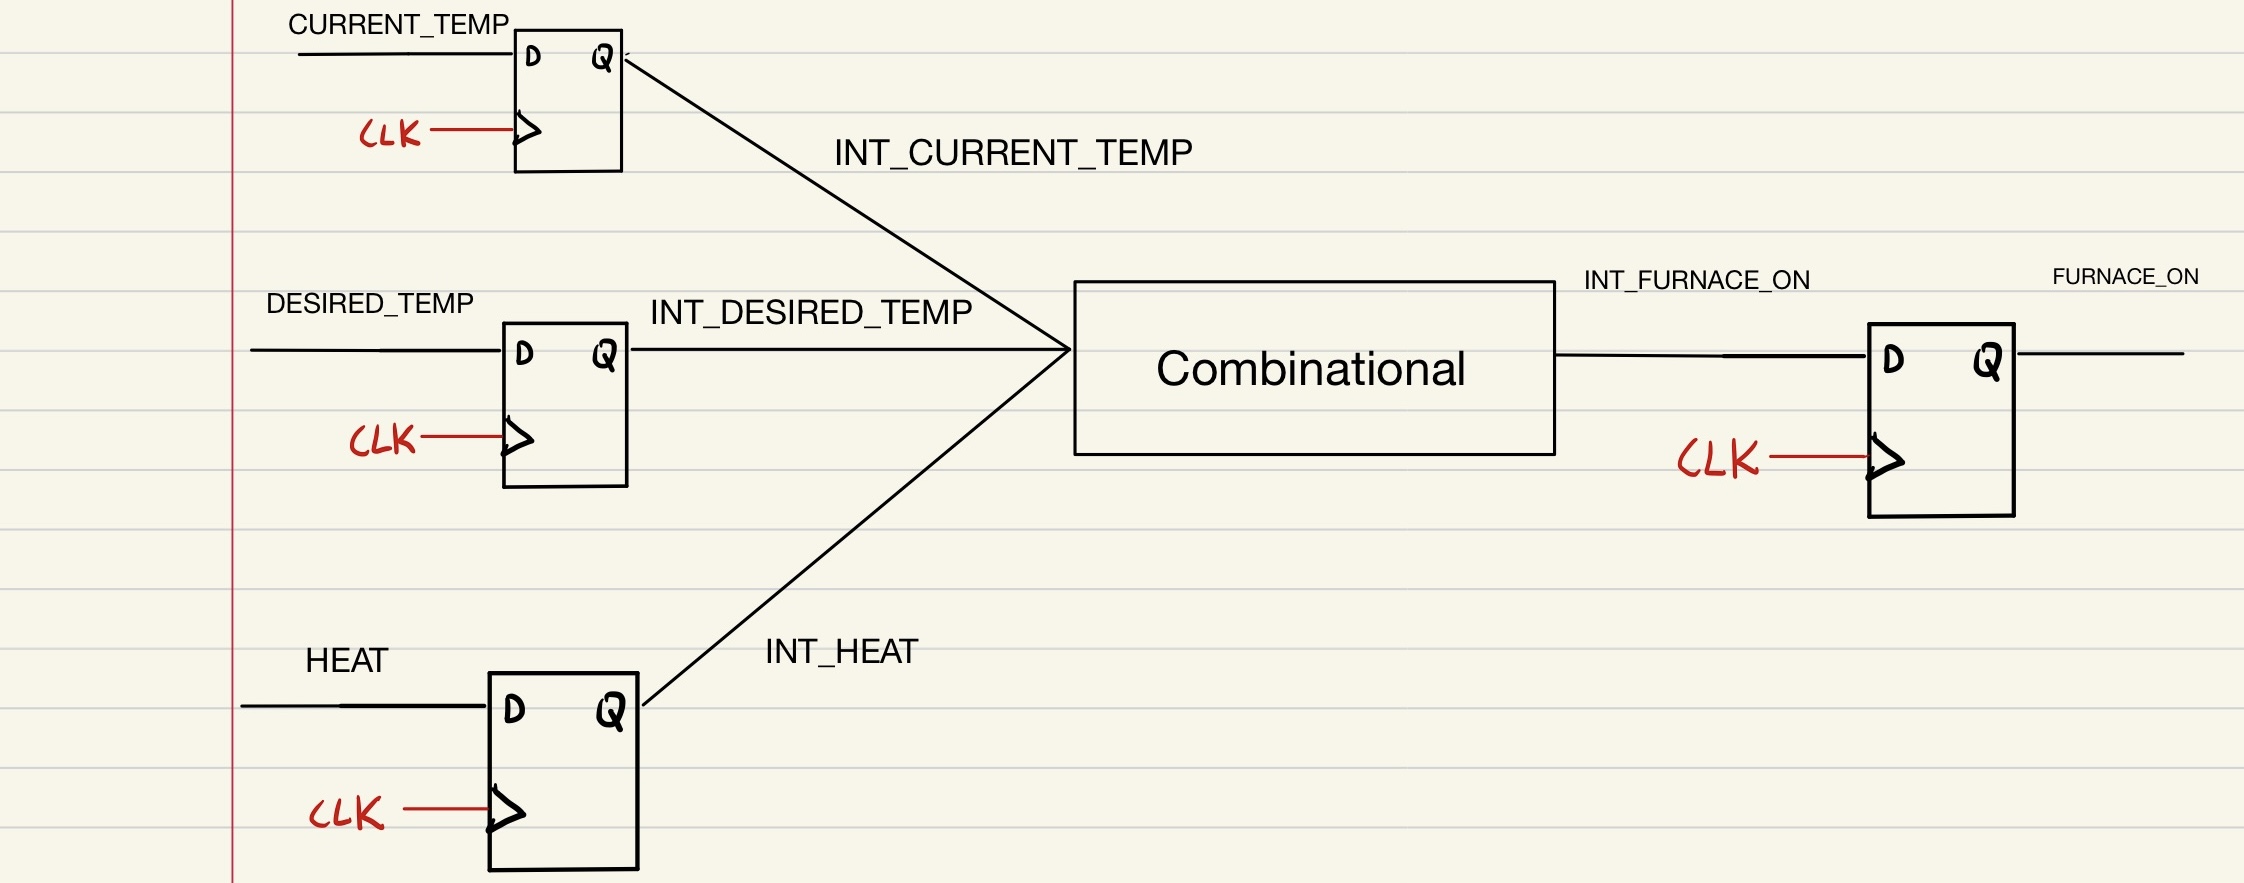 CURRENT_TEMP
D Q
CLK
INT_CURRENT_TEMP
DESIRED_TEMP
INT_DESIRED_TEMP
D Q
CLK
Combinational
INT_FURNACE_ON
FURNACE_ON
D Q
CLK
HEAT
INT_HEAT
D Q
CLK